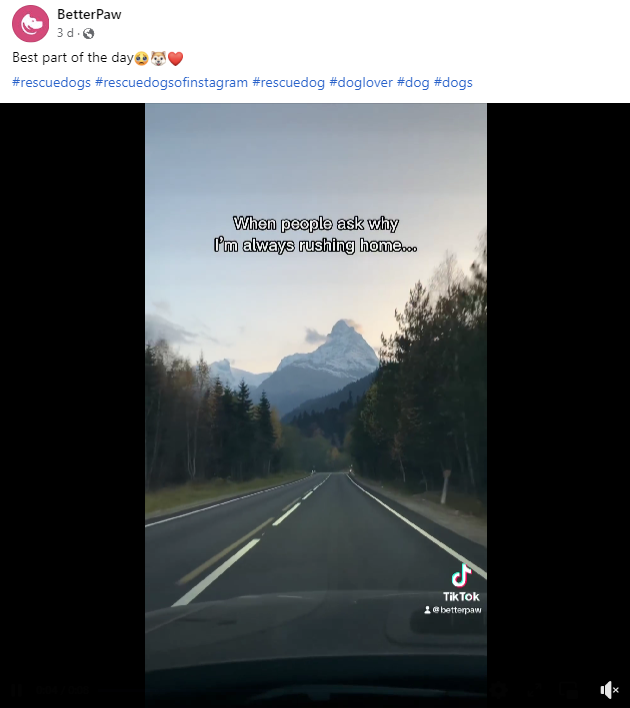 BetterPaw
3 d ·
Best part of the day🥹🐶❤️
#rescuedogs #rescuedogsofinstagram #rescuedog #doglover #dog #dogs
When people ask why
I'm always rushing home...
TikTok
@betterpaw